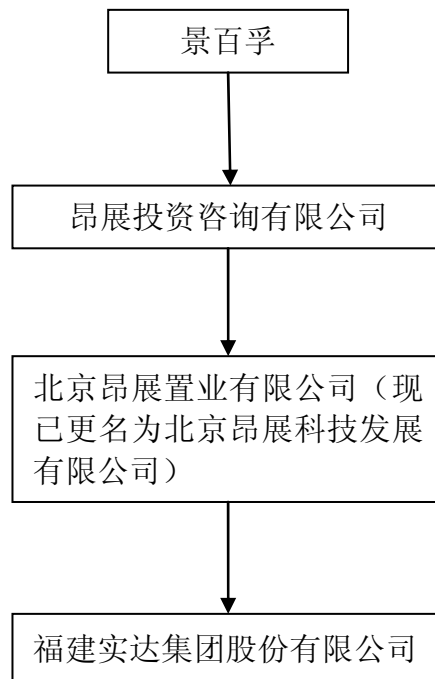 景百孚
昂展投资咨询有限公司
北京昂展置业有限公司（现
已更名为北京昂展科技发展
有限公司）
福建实达集团股份有限公司